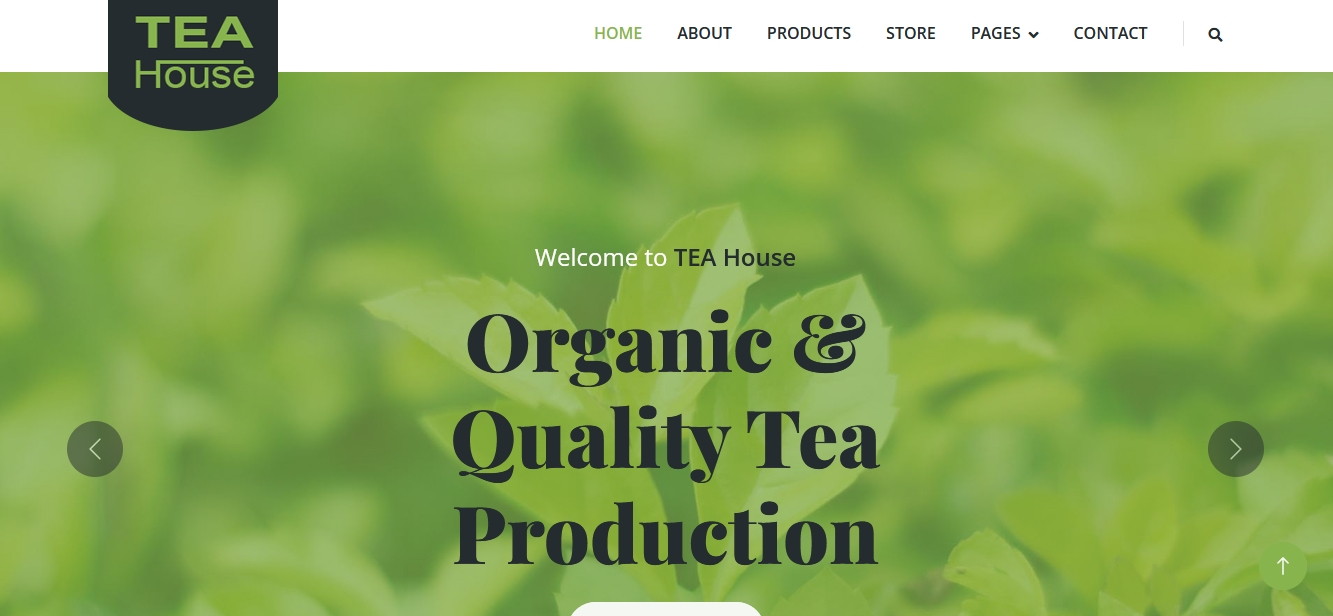 TEA
House
HOME ABOUT PRODUCTS STORE PAGES CONTACT
Welcome to TEA House
Organic &
Quality Tea
Production